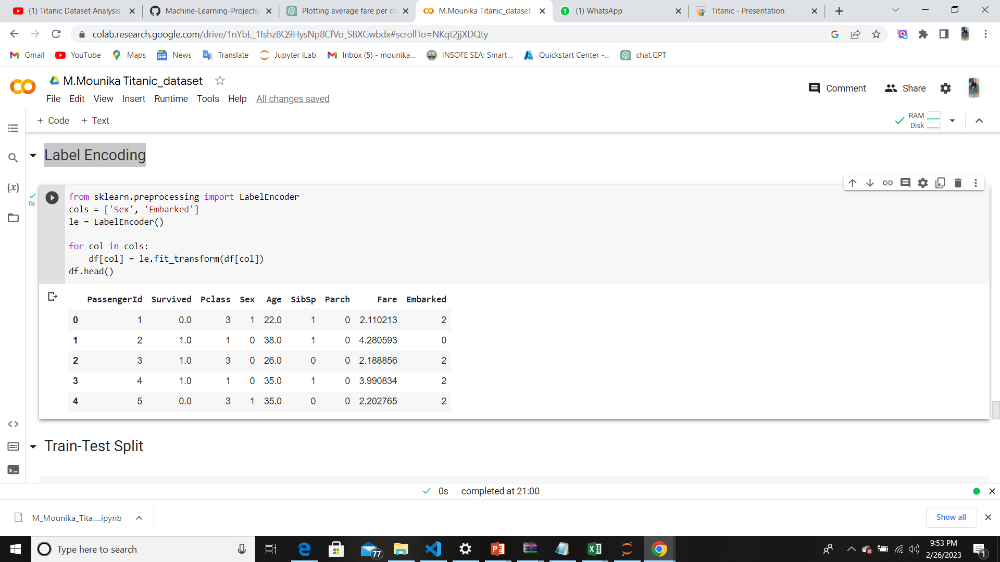 (1) Titanic Dataset Analysis
Machine-Learning-Projects/
Plotting average fare per cla
M.Mounika Titanic_dataset
1 (1) WhatsApp
Titanic - Presentation
colab.research.google.com/drive/1nYbE_1Ishz8Q9HysNp8CfVo_SBXGwbdx#scrollTo=NKqt2jjXDQty
Gmail YouTube Maps News Translate Jupyter iLab Inbox (5) - mounika... INSOFE SEA: Smart... Quickstart Center -... chat.GPT
M.Mounika Titanic_dataset
Comment Share
File Edit View Insert Runtime Tools Help All changes saved
+ Code + Text
RAM
Disk
Label Encoding
{x}
0s
from sklearn.preprocessing import LabelEncoder
cols = ['Sex', 'Embarked']
le = LabelEncoder()
for col in cols:
    df[col] = le.fit_transform(df[col])
df.head()
PassengerId Survived Pclass Sex Age SibSp Parch Fare Embarked
0 1 0.0 3 1 22.0 1 0 2.110213 2
1 2 1.0 1 0 38.0 1 0 4.280593 0
2 3 1.0 3 0 26.0 0 0 2.188856 2
3 4 1.0 1 0 35.0 1 0 3.990834 2
4 5 0.0 3 1 35.0 0 0 2.202765 2
Train-Test Split
0s completed at 21:00
M_Mounika_Tita....ipynb
Show all
Type here to search
77
9:53 PM
2/26/2023
1